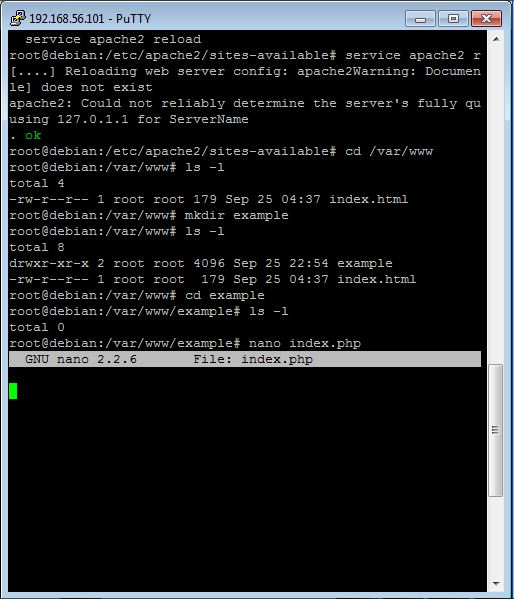 192.168.56.101 - PuTTY
service apache2 reload
root@debian:/etc/apache2/sites-available# service apache2 r
[....] Reloading web server config: apache2Warning: Documen
le] does not exist
apache2: Could not reliably determine the server's fully qu
using 127.0.1.1 for ServerName
. ok
root@debian:/etc/apache2/sites-available# cd /var/www
root@debian:/var/www# ls -l
total 4
-rw-r--r-- 1 root root 179 Sep 25 04:37 index.html
root@debian:/var/www# mkdir example
root@debian:/var/www# ls -l
total 8
drwxr-xr-x 2 root root 4096 Sep 25 22:54 example
-rw-r--r-- 1 root root  179 Sep 25 04:37 index.html
root@debian:/var/www# cd example
root@debian:/var/www/example# ls -l
total 0
root@debian:/var/www/example# nano index.php
GNU nano 2.2.6       File: index.php